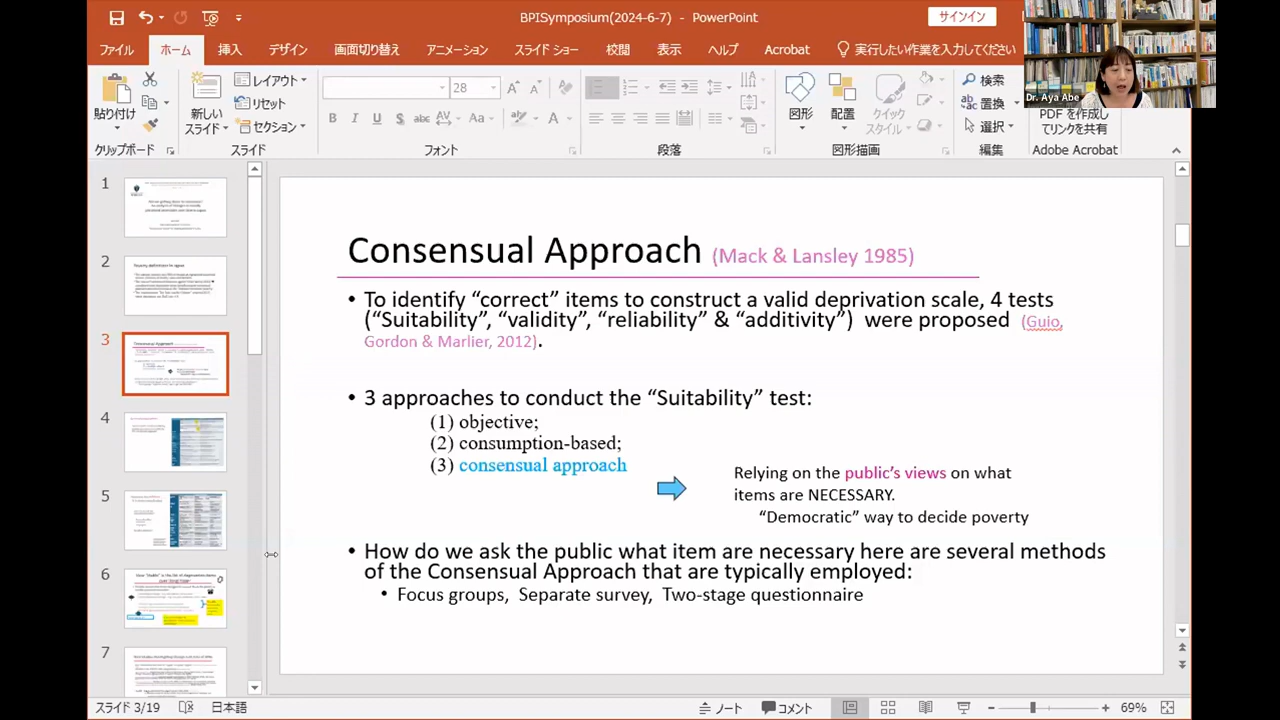 BPISymposium(2024-6-7) - PowerPoint
サインイン
ファイル
ホーム
挿入
デザイン
画面切り替え
アニメーション
スライド ショー
校閲
表示
ヘルプ
Acrobat
実行したい作業を入力してください
Dr. Aya Abe
貼り付け
クリップボード
新しい
スライド
レイアウト
リセット
セクション
スライド
28
フォント
段落
図形
配置
クイック
スタイル
図形描画
検索
置換
選択
編集
PDF を作成し
てリンクを共有
Adobe Acrobat
1
2
3
4
5
6
7
Consensual Approach (Mack & Lansley 1985)
• To identify “correct” items to construct a valid deprivation scale, 4 tests
(“Suitability”, “validity”, “reliability” & “additivity”) were proposed (Guio,
Gordon & Marlier, 2012).
• 3 approaches to conduct the “Suitability” test:
(1) objective;
(2) consumption-based;
(3) consensual approach
Relying on the public’s views on what
items are NECESSARY.
“Democratic” way to decide poverty
• How do we ask the public what item are necessary here are several methods
of the Consensual Approach that are typically employed:
• Focus groups, Separate survey, Two-stage questionnaire
スライド 3/19
日本語
ノート
コメント
69%